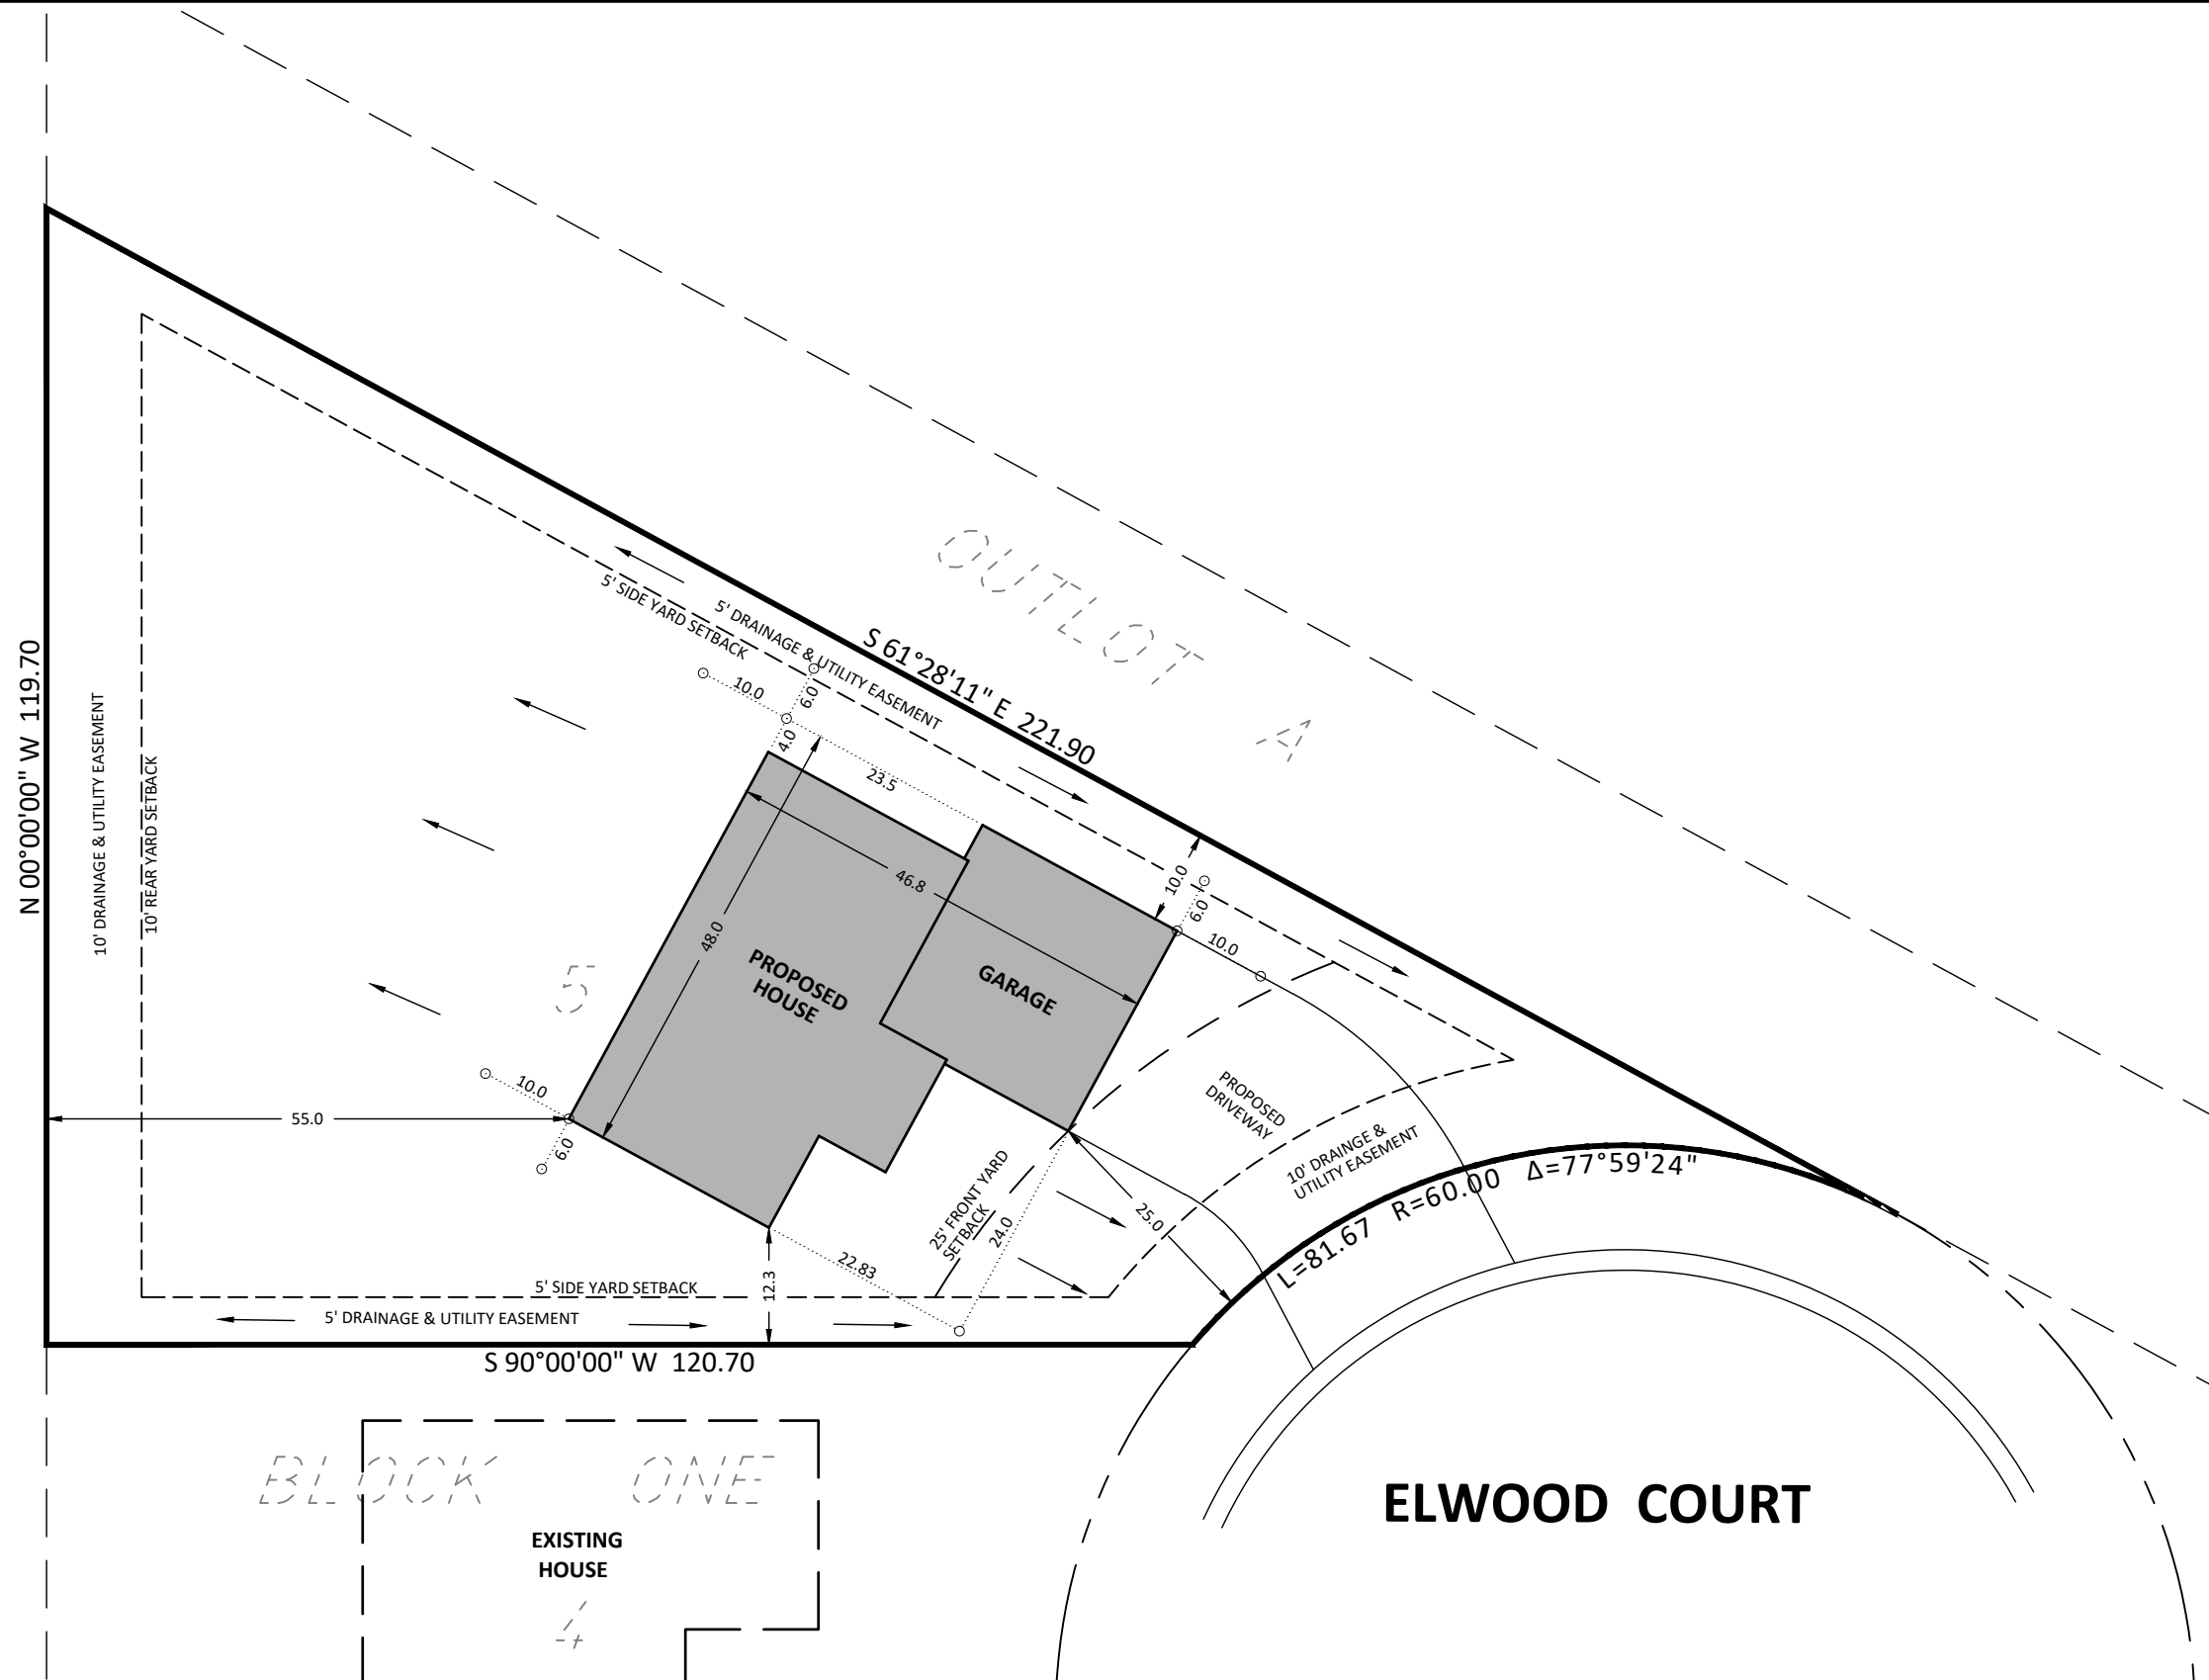 OUTLOT
A
5' SIDE YARD SETBACK
5' DRAINAGE & UTILITY EASEMENT
S 61°28'11" E 221.90
N 00°00'00" W 119.70
10' DRAINAGE & UTILITY EASEMENT
10' REAR YARD SETBACK
10.0
6.0
4.0
23.5
46.8
48.0
10.0
6.0
10.0
PROPOSED
HOUSE
GARAGE
5
10.0
6.0
55.0
PROPOSED
DRIVEWAY
10' DRAINGE &
UTILITY EASEMENT
25' FRONT YARD
SETBACK
24.0
25.0
22.83
12.3
L=81.67 R=60.00 Δ=77°59'24"
5' SIDE YARD SETBACK
5' DRAINAGE & UTILITY EASEMENT
S 90°00'00" W 120.70
BLOCK ONE
EXISTING
HOUSE
4
ELWOOD COURT